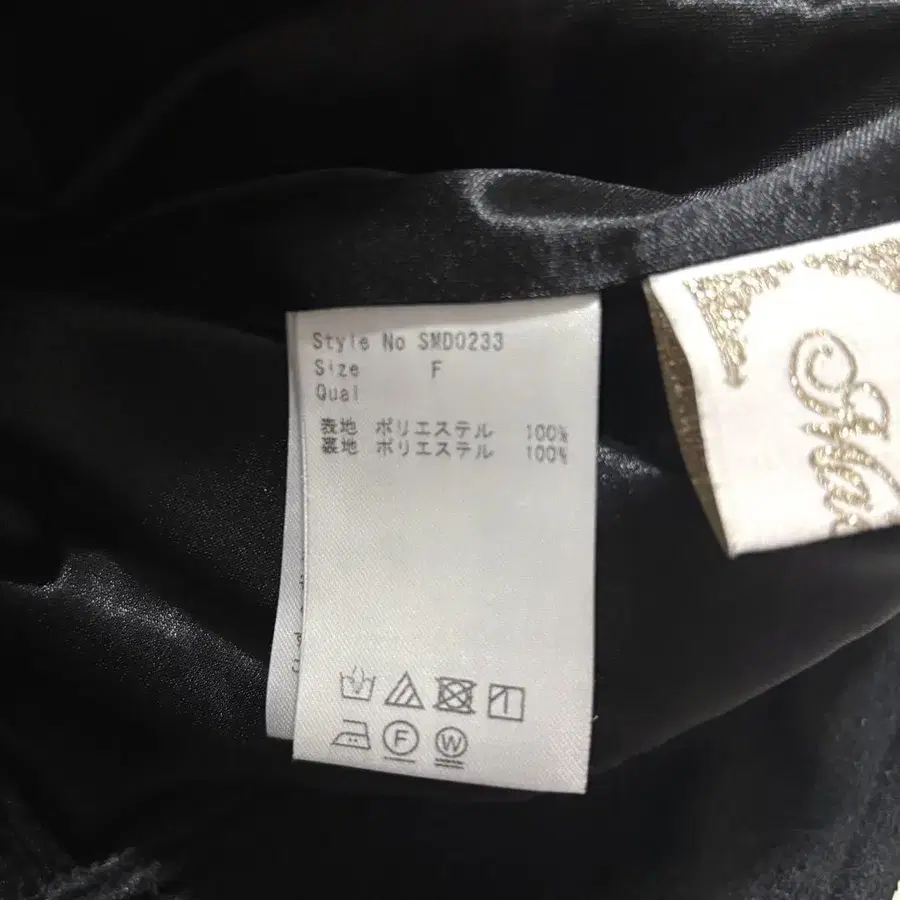 Style No SMD0233
Size F
Qual
表地 ポリエステル 100%
裏地 ポリエステル 100%
F
W